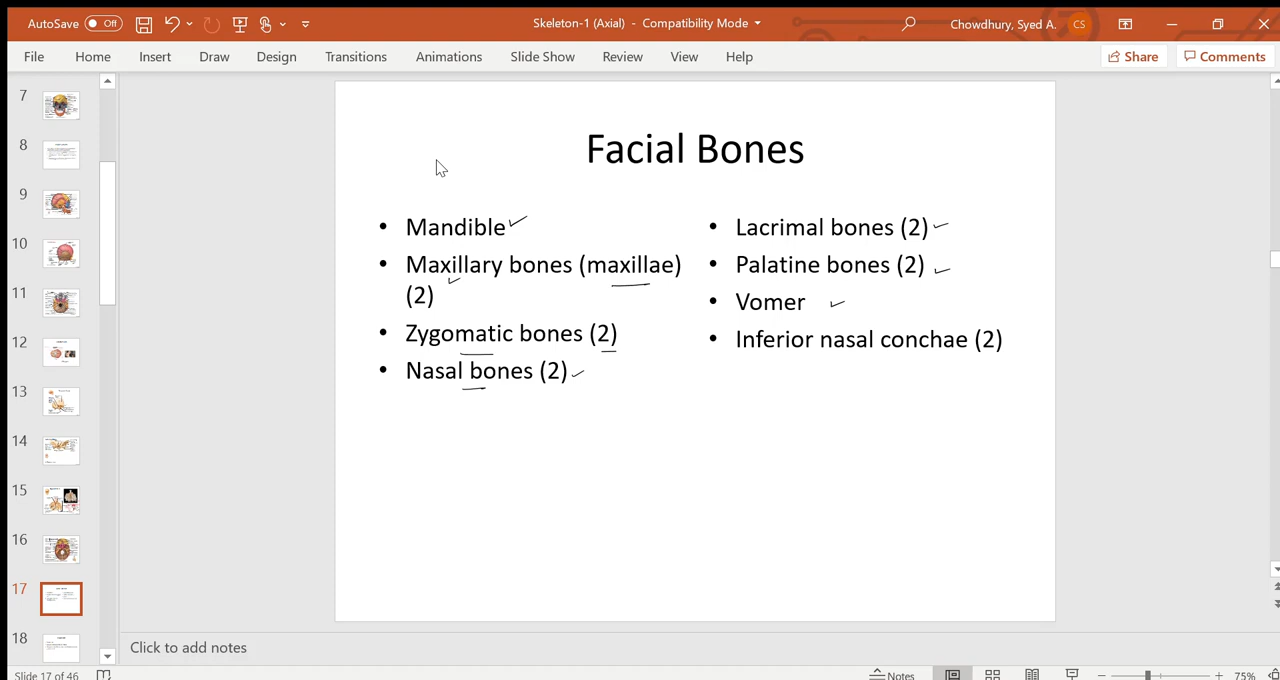 AutoSave Off Skeleton-1 (Axial) - Compatibility Mode Chowdhury, Syed A. CS
File Home Insert Draw Design Transitions Animations Slide Show Review View Help Share Comments
7
8
9
10
11
12
13
14
15
16
17
18
Facial Bones
• Mandible
• Maxillary bones (maxillae)
(2)
• Zygomatic bones (2)
• Nasal bones (2)
• Lacrimal bones (2)
• Palatine bones (2)
• Vomer
• Inferior nasal conchae (2)
Click to add notes
Slide 17 of 46 Notes 75%